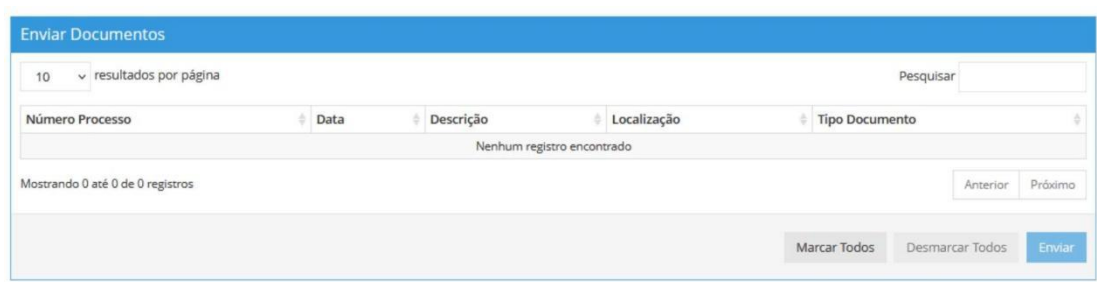 Enviar Documentos
10 resultados por página Pesquisar
Número Processo Data Descrição Localização Tipo Documento
Nenhum registro encontrado
Mostrando 0 até 0 de 0 registros Anterior Próximo
Marcar Todos Desmarcar Todos Enviar